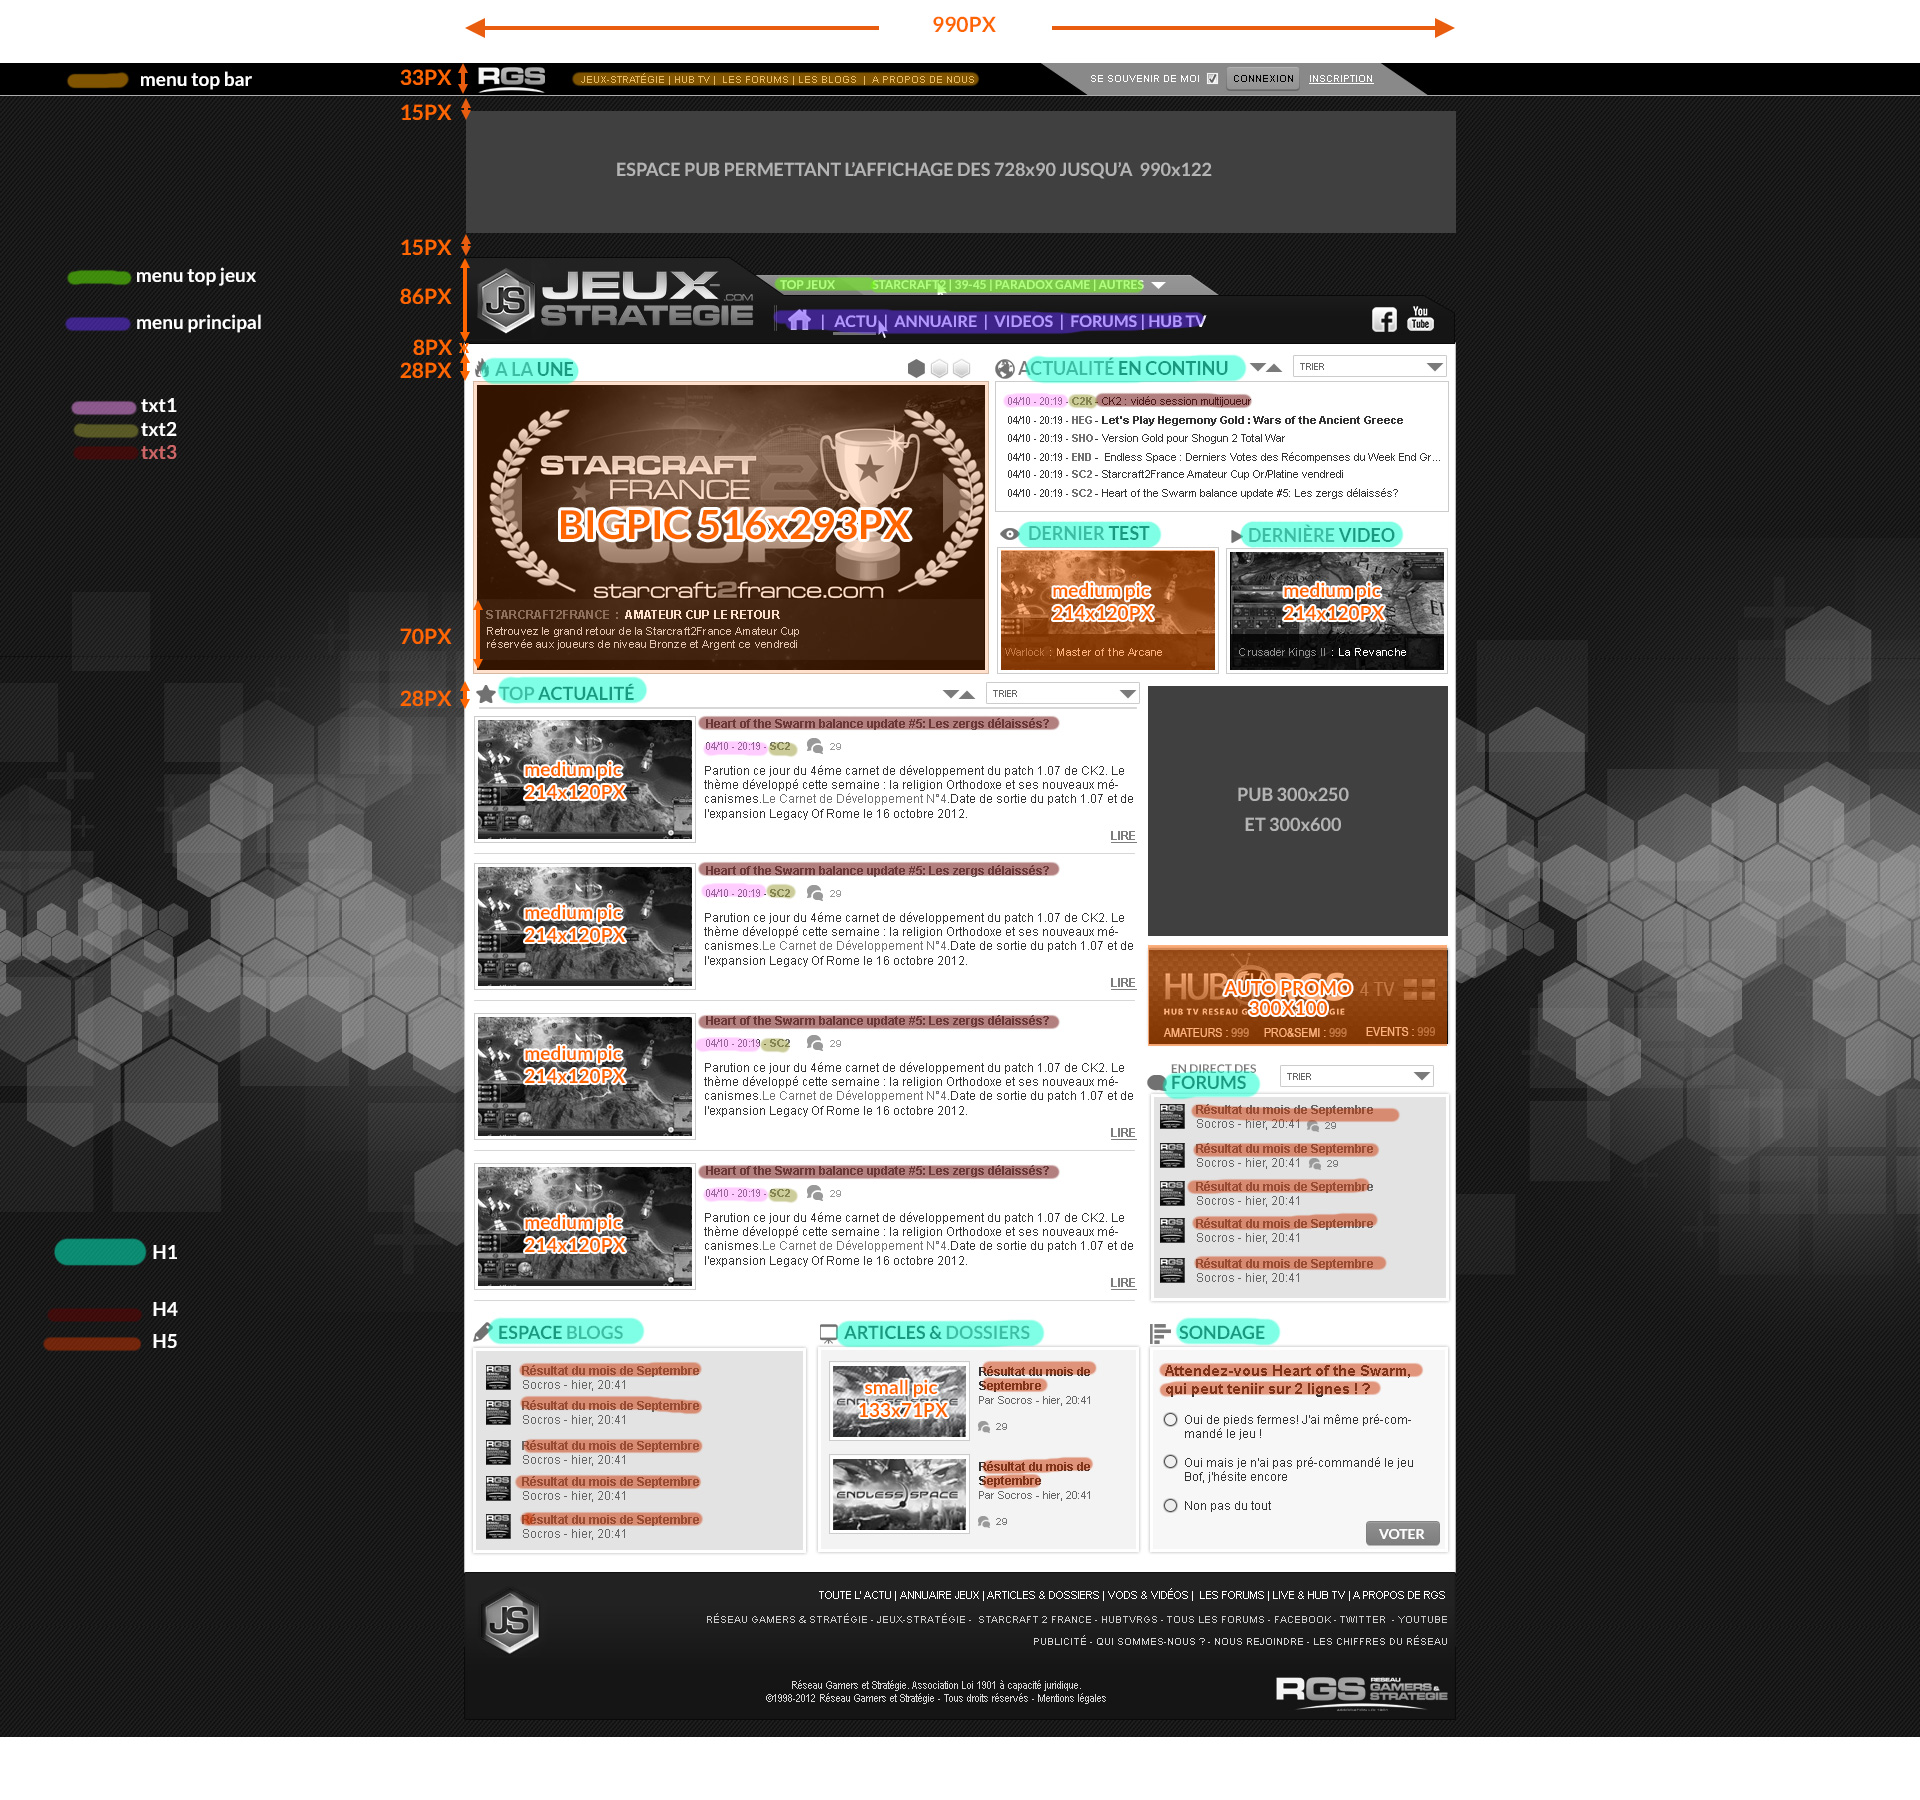 990PX
menu top bar
33PX
RGS
JEUX-STRATÉGIE | HUB TV | LES FORUMS | LES BLOGS | A PROPOS DE NOUS
SE SOUVENIR DE MOI
CONNEXION
INSCRIPTION
15PX
ESPACE PUB PERMETTANT L'AFFICHAGE DES 728x90 JUSQU'A 990x122
15PX
menu top jeux
86PX
menu principal
JS
JEUX-
.COM
STRATEGIE
TOP JEUX
STARCRAFT2 | 39-45 | PARADOX GAME | AUTRES
ACTU | ANNUAIRE | VIDEOS | FORUMS | HUB TV
You
Tube
8PX
28PX
A LA UNE
ACTUALITÉ EN CONTINU
TRIER
txt1
txt2
txt3
04/10 - 20:19 - C2K - CK2 : vidéo session multijoueur
04/10 - 20:19 - HEG - Let's Play Hegemony Gold : Wars of the Ancient Greece
04/10 - 20:19 - SHO - Version Gold pour Shogun 2 Total War
04/10 - 20:19 - END - Endless Space : Derniers Votes des Récompenses du Week End Gr...
04/10 - 20:19 - SC2 - Starcraft2France Amateur Cup Or/Platine vendredi
04/10 - 20:19 - SC2 - Heart of the Swarm balance update #5: Les zergs délaissés?
STARCRAFT
FRANCE 2
CUP
BIGPIC 516x293PX
starcraft2france.com
70PX
STARCRAFT2FRANCE : AMATEUR CUP LE RETOUR
Retrouvez le grand retour de la Starcraft2France Amateur Cup
réservée aux joueurs de niveau Bronze et Argent ce vendredi
DERNIER TEST
medium pic
214x120PX
Warlock : Master of the Arcane
DERNIÈRE VIDEO
medium pic
214x120PX
Crusader Kings II : La Revanche
28PX
TOP ACTUALITÉ
TRIER
medium pic
214x120PX
Heart of the Swarm balance update #5: Les zergs délaissés?
04/10 - 20:19 - SC2 29
Parution ce jour du 4éme carnet de développement du patch 1.07 de CK2. Le
thème développé cette semaine : la religion Orthodoxe et ses nouveaux mé-
canismes.Le Carnet de Développement N°4.Date de sortie du patch 1.07 et de
l'expansion Legacy Of Rome le 16 octobre 2012.
LIRE
medium pic
214x120PX
Heart of the Swarm balance update #5: Les zergs délaissés?
04/10 - 20:19 - SC2 29
Parution ce jour du 4éme carnet de développement du patch 1.07 de CK2. Le
thème développé cette semaine : la religion Orthodoxe et ses nouveaux mé-
canismes.Le Carnet de Développement N°4.Date de sortie du patch 1.07 et de
l'expansion Legacy Of Rome le 16 octobre 2012.
LIRE
medium pic
214x120PX
Heart of the Swarm balance update #5: Les zergs délaissés?
04/10 - 20:19 - SC2 29
Parution ce jour du 4éme carnet de développement du patch 1.07 de CK2. Le
thème développé cette semaine : la religion Orthodoxe et ses nouveaux mé-
canismes.Le Carnet de Développement N°4.Date de sortie du patch 1.07 et de
l'expansion Legacy Of Rome le 16 octobre 2012.
LIRE
medium pic
214x120PX
Heart of the Swarm balance update #5: Les zergs délaissés?
04/10 - 20:19 - SC2 29
Parution ce jour du 4éme carnet de développement du patch 1.07 de CK2. Le
thème développé cette semaine : la religion Orthodoxe et ses nouveaux mé-
canismes.Le Carnet de Développement N°4.Date de sortie du patch 1.07 et de
l'expansion Legacy Of Rome le 16 octobre 2012.
LIRE
PUB 300x250
ET 300x600
HUB RGS 4.TV
AUTO PROMO
300X100
HUB TV RESEAU
AMATEURS : 999 PRO&SEMI : 999 EVENTS : 999
EN DIRECT DES
FORUMS
TRIER
Résultat du mois de Septembre
Socros - hier, 20:41 29
Résultat du mois de Septembre
Socros - hier, 20:41 29
Résultat du mois de Septembre
Socros - hier, 20:41
Résultat du mois de Septembre
Socros - hier, 20:41
Résultat du mois de Septembre
Socros - hier, 20:41
H1
H4
H5
ESPACE BLOGS
Résultat du mois de Septembre
Socros - hier, 20:41
Résultat du mois de Septembre
Socros - hier, 20:41
Résultat du mois de Septembre
Socros - hier, 20:41
Résultat du mois de Septembre
Socros - hier, 20:41
Résultat du mois de Septembre
Socros - hier, 20:41
ARTICLES & DOSSIERS
small pic
133x71PX
Résultat du mois de
Septembre
Par Socros - hier, 20:41
29
ENDLESS SPACE
Résultat du mois de
Septembre
Par Socros - hier, 20:41
29
SONDAGE
Attendez-vous Heart of the Swarm,
qui peut teniir sur 2 lignes ! ?
Oui de pieds fermes! J'ai même pré-com-
mandé le jeu !
Oui mais je n'ai pas pré-commandé le jeu
Bof, j'hésite encore
Non pas du tout
VOTER
JS
TOUTE L' ACTU | ANNUAIRE JEUX | ARTICLES & DOSSIERS | VODS & VIDÉOS | LES FORUMS | LIVE & HUB TV | A PROPOS DE RGS
RÉSEAU GAMERS & STRATÉGIE - JEUX-STRATÉGIE - STARCRAFT 2 FRANCE - HUBTVRGS - TOUS LES FORUMS - FACEBOOK - TWITTER - YOUTUBE
PUBLICITÉ - QUI SOMMES-NOUS ? - NOUS REJOINDRE - LES CHIFFRES DU RÉSEAU
Réseau Gamers et Stratégie. Association Loi 1901 à capacité juridique.
©1998-2012 Réseau Gamers et Stratégie - Tous droits réservés - Mentions légales
RGS RESEAU
GAMERS&
STRATEGIE